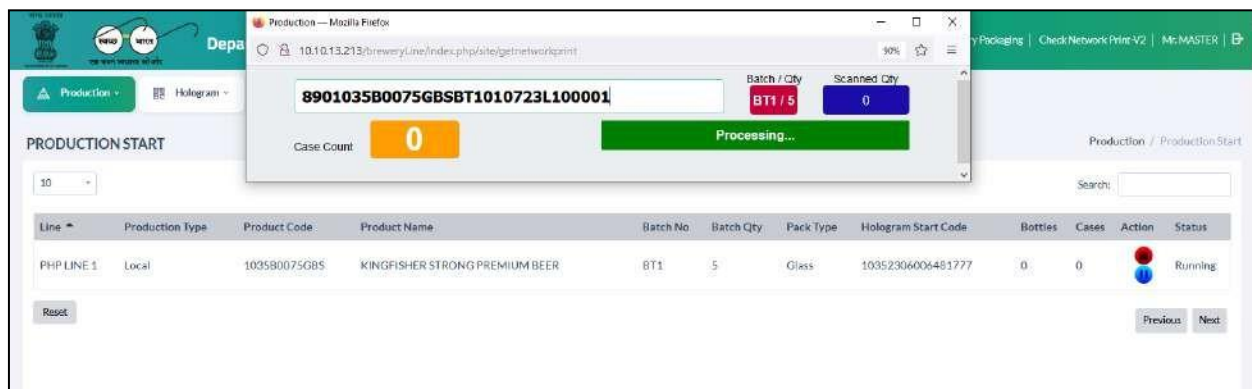 Production — Mozilla Firefox
स्वच्छ भारत
Depa
10.10.13.213/breweryLine/index.php/site/getnetworkprint
90%
y Packaging | Check Network Print-V2 | Mr.MASTER |
Production
Hologram
8901035B0075GBSBT1010723L100001
Batch / Qty
BT1 / 5
Scanned Qty
0
Case Count
0
Processing...
PRODUCTION START
Production / Production Start
10
Search:
Line Production Type Product Code Product Name Batch No Batch Qty Pack Type Hologram Start Code Bottles Cases Action Status
PHP LINE 1 Local 1035B0075GBS KINGFISHER STRONG PREMIUM BEER BT1 5 Glass 10352306006481777 0 0 Running
Reset
Previous Next